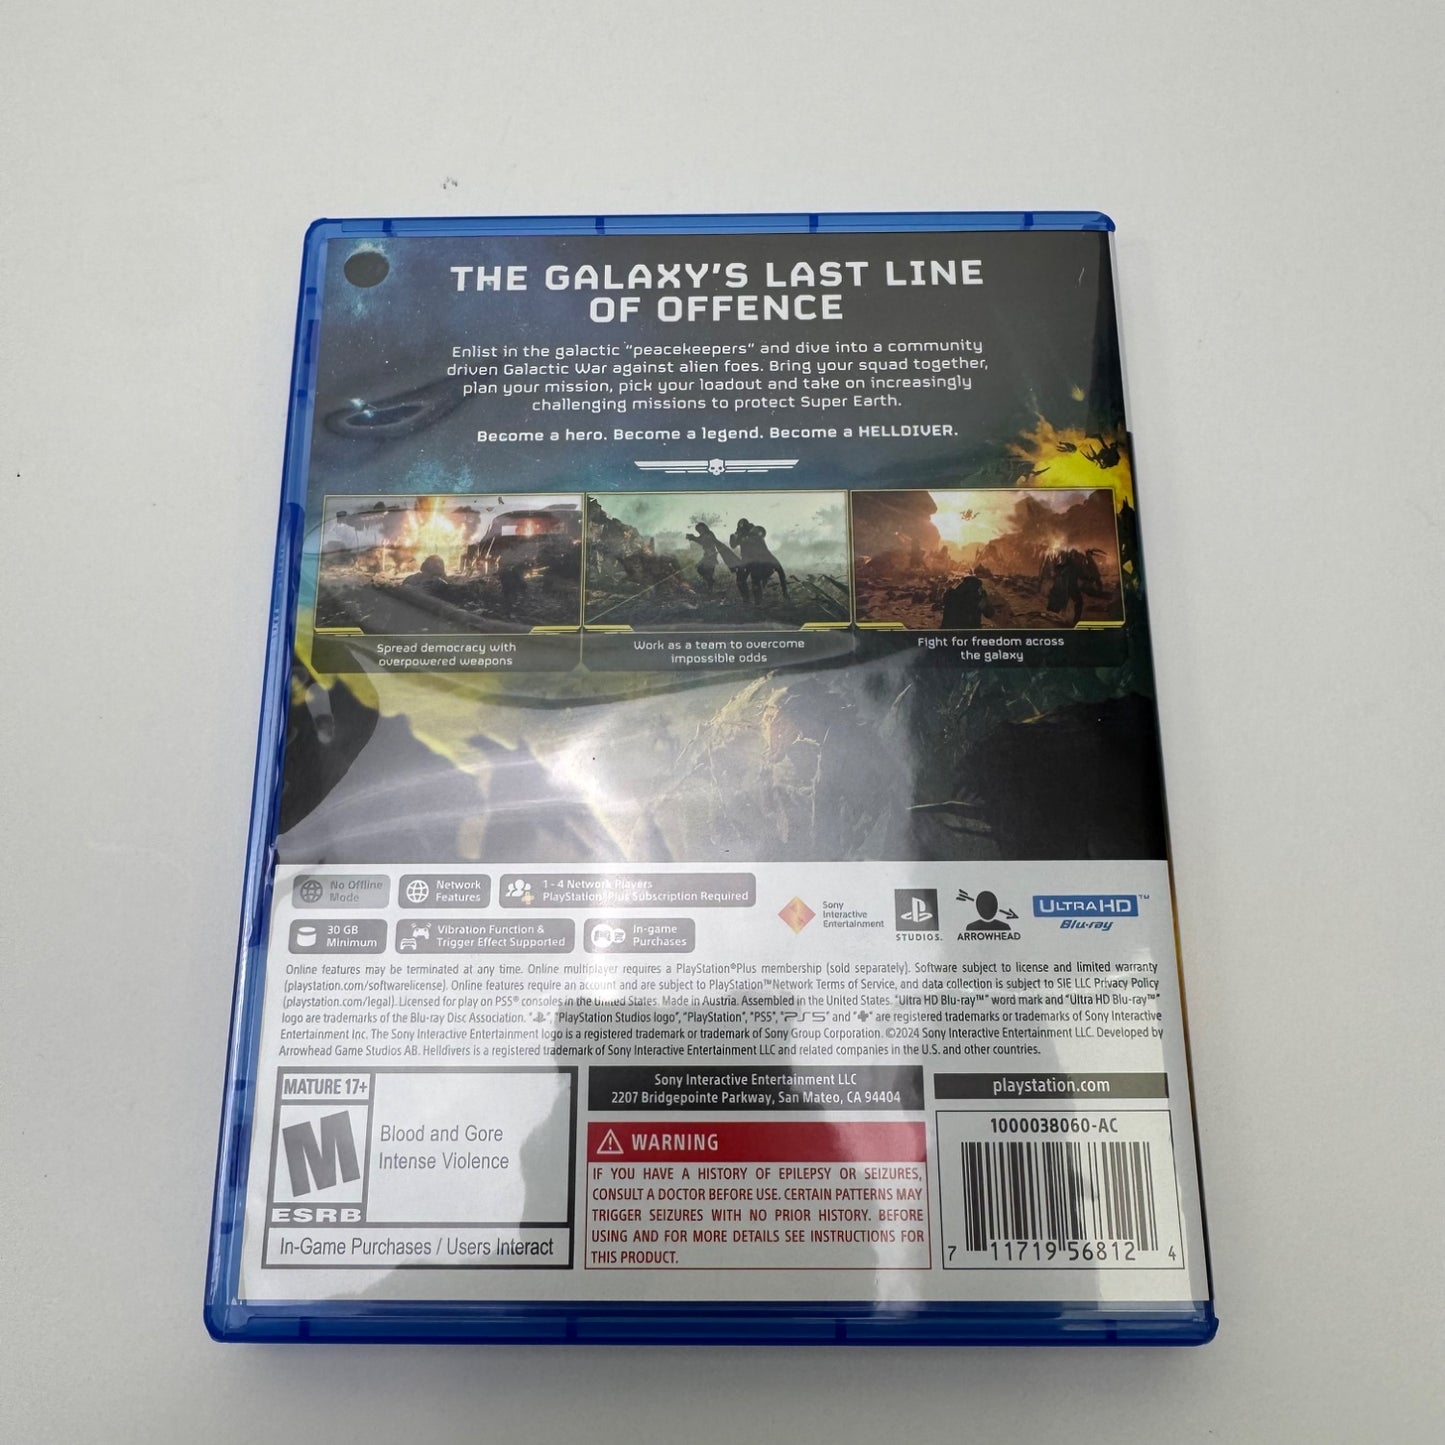 THE GALAXY'S LAST LINE
OF OFFENCE
Enlist in the galactic "peacekeepers" and dive into a community
driven Galactic War against alien foes. Bring your squad together,
plan your mission, pick your loadout and take on increasingly
challenging missions to protect Super Earth.
Become a hero. Become a legend. Become a HELLDIVER.
Spread democracy with
overpowered weapons
Work as a team to overcome
impossible odds
Fight for freedom across
the galaxy
No Offline
Mode
Network
Features
1 - 4 Network Players
PlayStation®Plus Subscription Required
30 GB
Minimum
Vibration Function &
Trigger Effect Supported
In-game
Purchases
Sony
Interactive
Entertainment
STUDIOS.
ARROWHEAD
ULTRA HD™
Blu-ray
Online features may be terminated at any time. Online multiplayer requires a PlayStation®Plus membership (sold separately). Software subject to license and limited warranty
(playstation.com/softwarelicense). Online features require an account and are subject to PlayStation™Network Terms of Service, and data collection is subject to SIE LLC Privacy Policy
(playstation.com/legal). Licensed for play on PS5® consoles in the United States. Made in Austria. Assembled in the United States. "Ultra HD Blu-ray™" word mark and "Ultra HD Blu-ray™"
logo are trademarks of the Blu-ray Disc Association. " ", "PlayStation Studios logo", "PlayStation", "PS5", "PS5" and " " are registered trademarks or trademarks of Sony Interactive
Entertainment Inc. The Sony Interactive Entertainment logo is a registered trademark or trademark of Sony Group Corporation. ©2024 Sony Interactive Entertainment LLC. Developed by
Arrowhead Game Studios AB. Helldivers is a registered trademark of Sony Interactive Entertainment LLC and related companies in the U.S. and other countries.
MATURE 17+
M
ESRB
Blood and Gore
Intense Violence
In-Game Purchases / Users Interact
Sony Interactive Entertainment LLC
2207 Bridgepointe Parkway, San Mateo, CA 94404
WARNING
IF YOU HAVE A HISTORY OF EPILEPSY OR SEIZURES,
CONSULT A DOCTOR BEFORE USE. CERTAIN PATTERNS MAY
TRIGGER SEIZURES WITH NO PRIOR HISTORY. BEFORE
USING AND FOR MORE DETAILS SEE INSTRUCTIONS FOR
THIS PRODUCT.
playstation.com
1000038060-AC
7 11719 56812 4